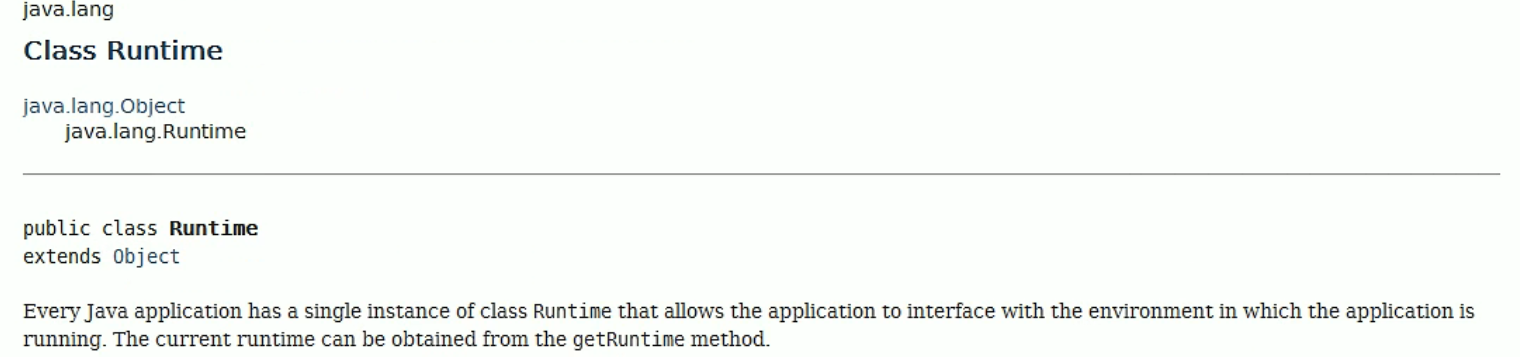 java.lang
Class Runtime
java.lang.Object
java.lang.Runtime
public class Runtime
extends Object
Every Java application has a single instance of class Runtime that allows the application to interface with the environment in which the application is
running. The current runtime can be obtained from the getRuntime method.